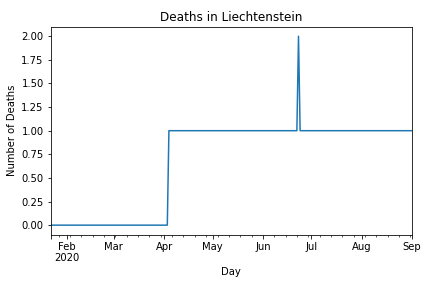 Deaths in Liechtenstein
2.00
1.75
1.50
1.25
1.00
0.75
0.50
0.25
0.00
Number of Deaths
Feb Mar Apr May Jun Jul Aug Sep
2020
Day